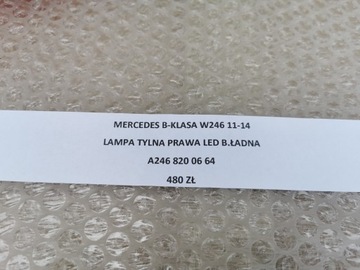 MERCEDES B-KLASA W246 11-14
LAMPA TYLNA PRAWA LED B.ŁADNA
A246 820 06 64
480 ZŁ